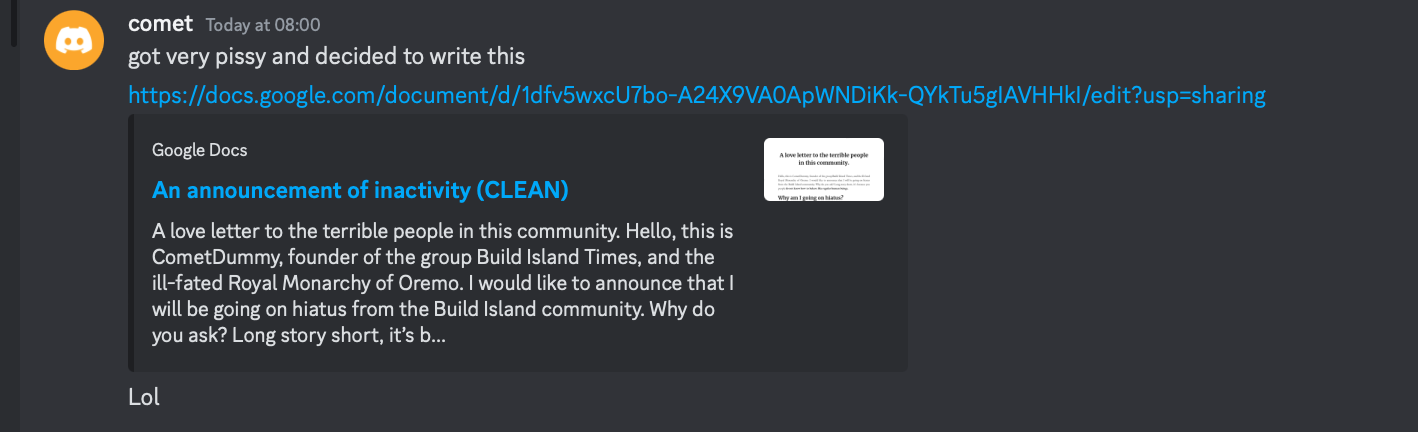 comet Today at 08:00
got very pissy and decided to write this
https://docs.google.com/document/d/1dfv5wxcU7bo-A24X9VA0ApWNDiKk-QYkTu5gIAVHHkI/edit?usp=sharing
Google Docs
An announcement of inactivity (CLEAN)
A love letter to the terrible people in this community. Hello, this is
CometDummy, founder of the group Build Island Times, and the
ill-fated Royal Monarchy of Oremo. I would like to announce that I
will be going on hiatus from the Build Island community. Why do
you ask? Long story short, it’s b...
A love letter to the terrible people
in this community.
Why am I going on hiatus?
Lol